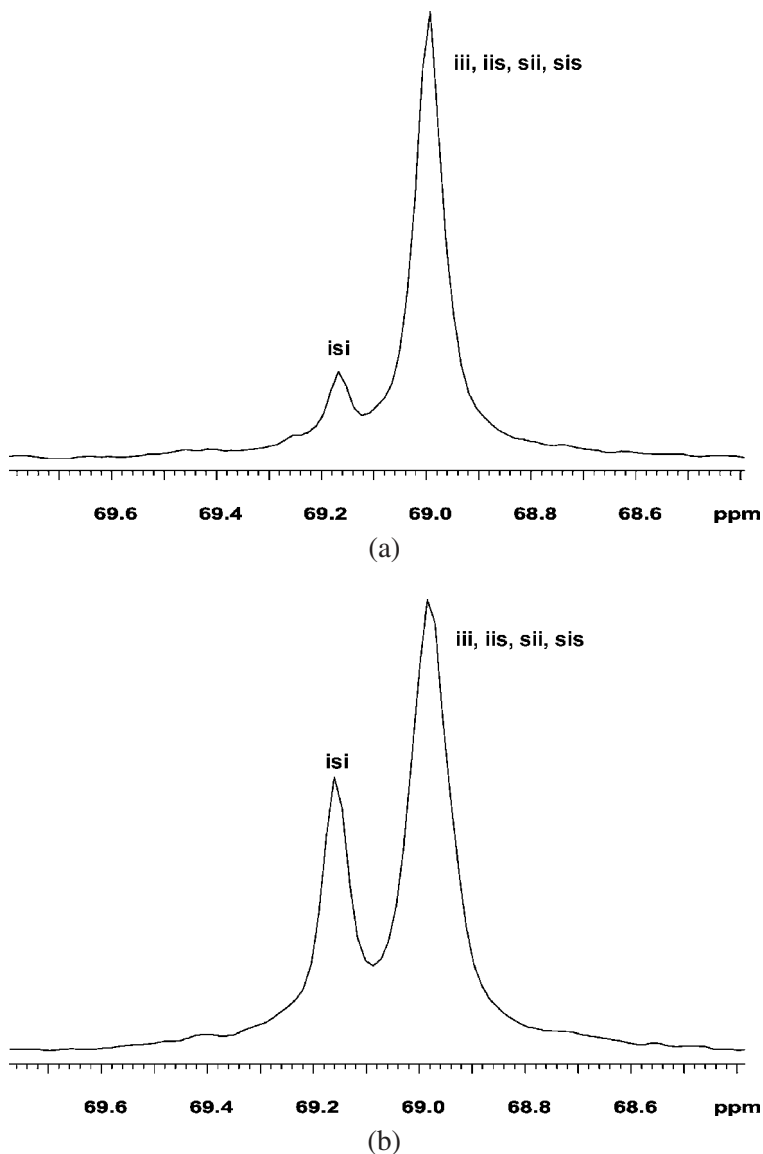 iii, iis, sii, sis
isi
69.6 69.4 69.2 69.0 68.8 68.6 ppm
(a)
iii, iis, sii, sis
isi
69.6 69.4 69.2 69.0 68.8 68.6 ppm
(b)